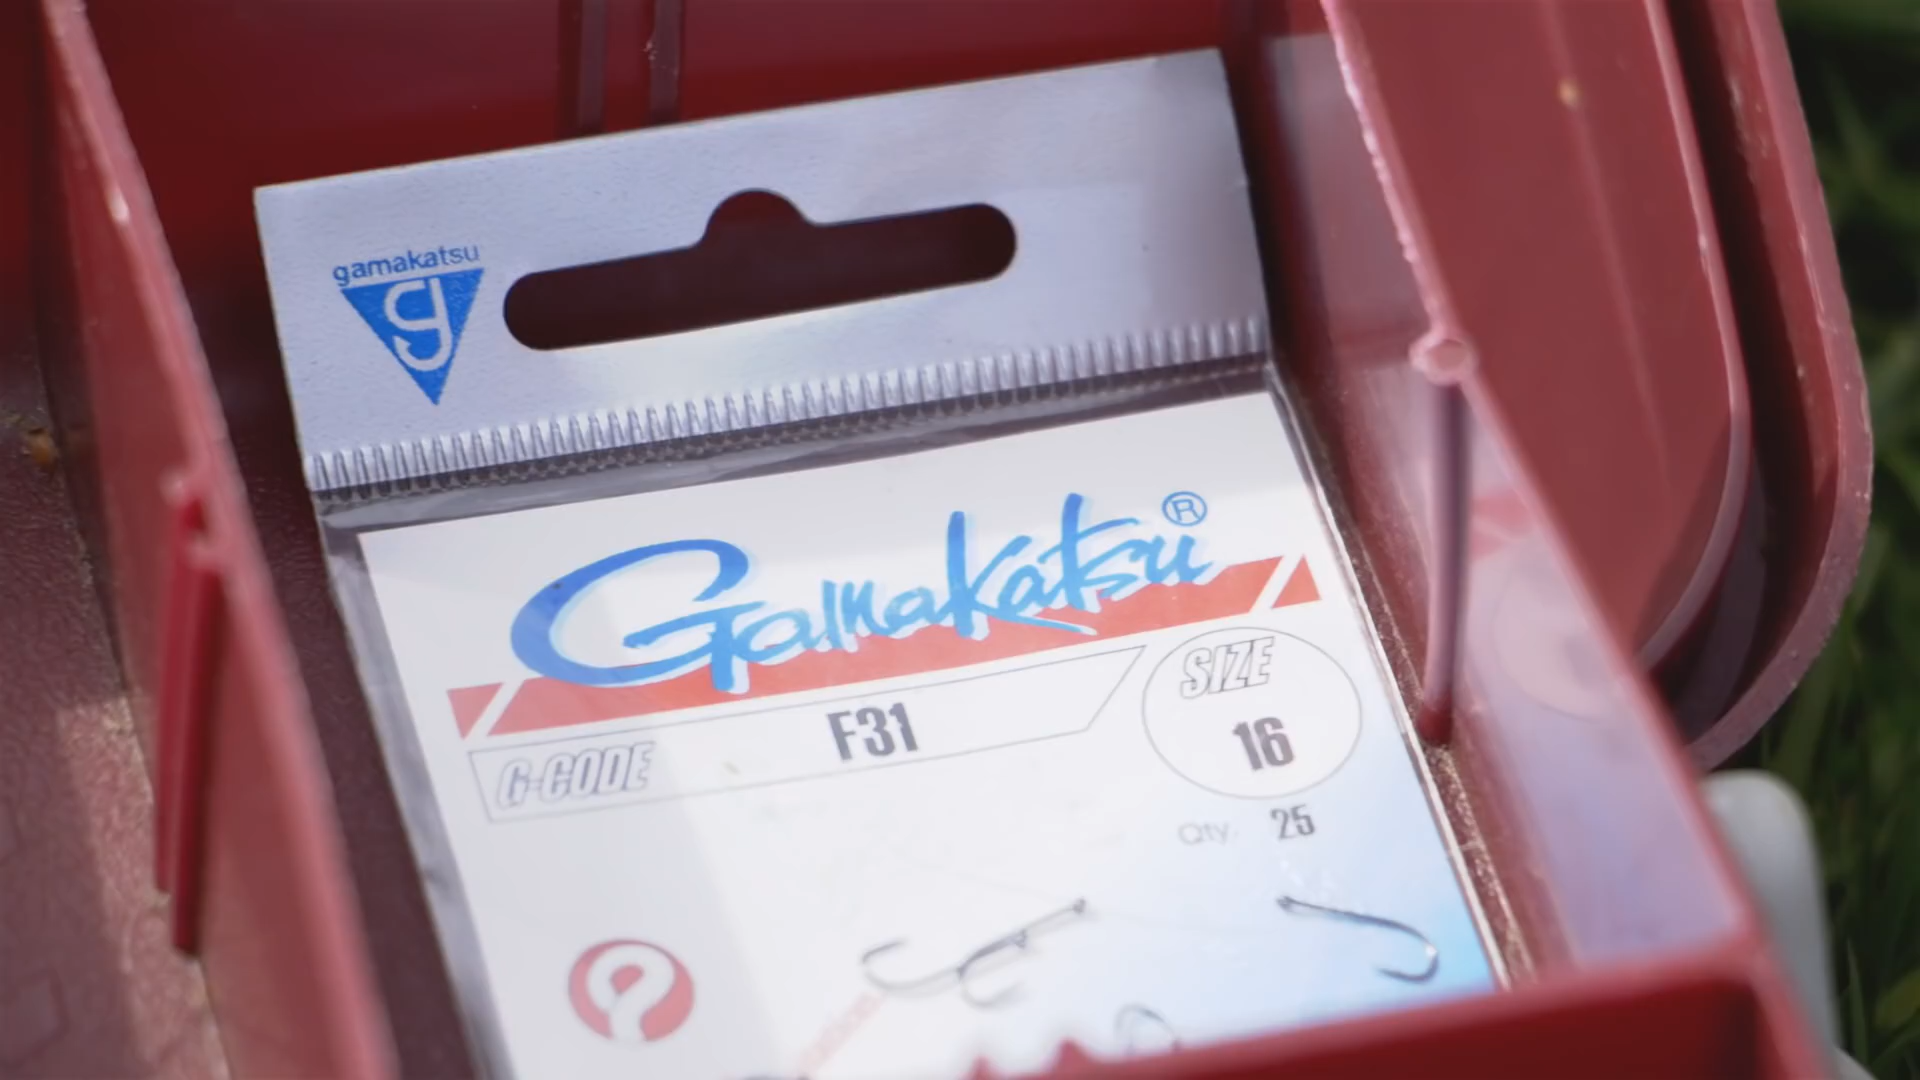 gamakatsu
g
Gamakatsu®
G-CODE F31
SIZE
16
Qty. 25